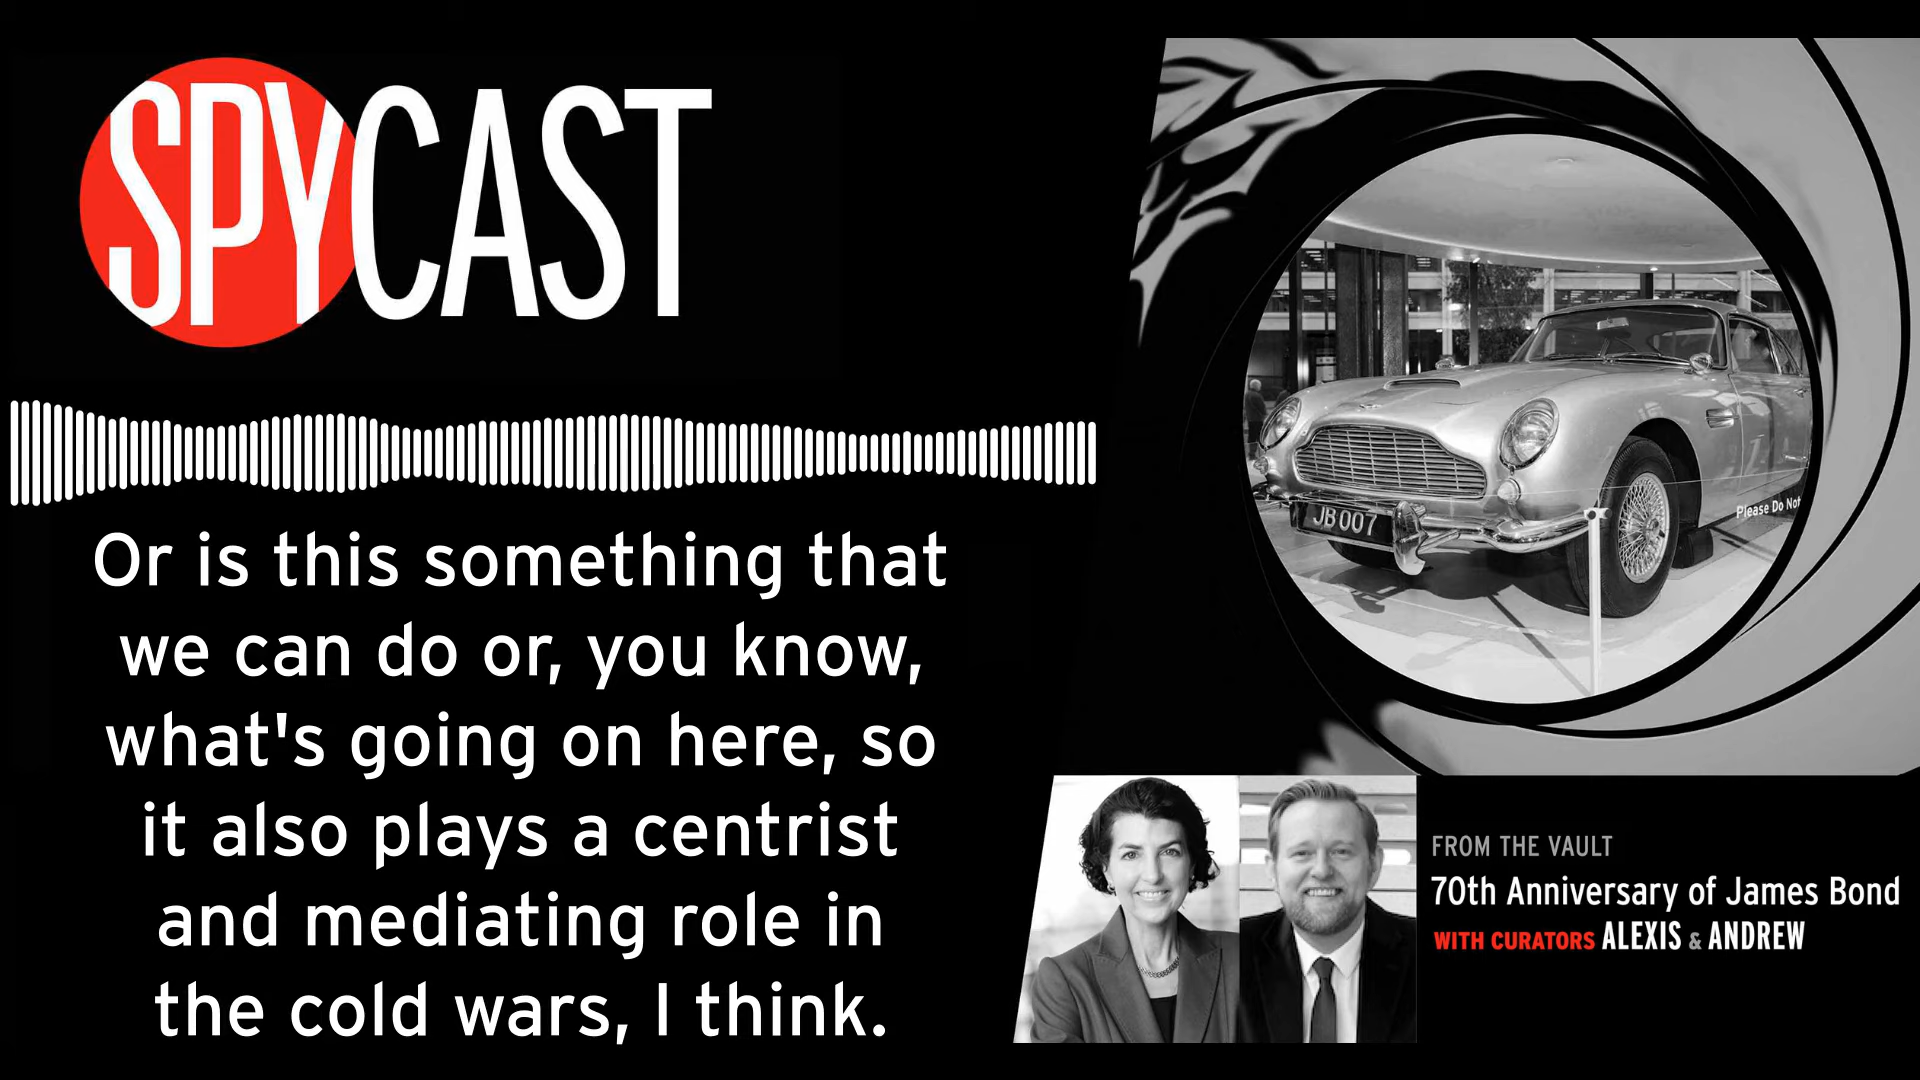 SPYCAST
Or is this something that
we can do or, you know,
what's going on here, so
it also plays a centrist
and mediating role in
the cold wars, I think.
JB 007
Please Do Not
FROM THE VAULT
70th Anniversary of James Bond
WITH CURATORS ALEXIS & ANDREW